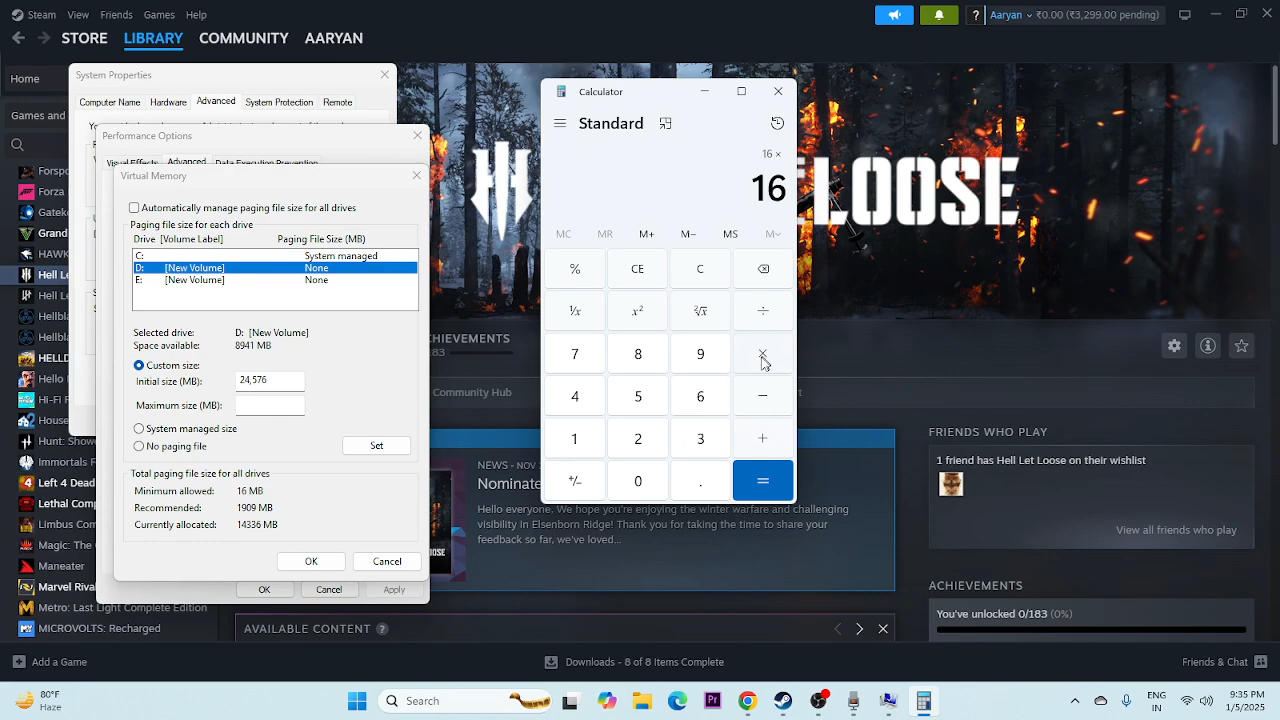 Steam View Friends Games Help
Aaryan ₹0.00 (₹3,299.00 pending)
STORE LIBRARY COMMUNITY AARYAN
Home
Games and
Forspo
Forza
Gateko
Grand
HAWK
Hell Le
Hell Le
Hellbla
Hellbla
HELLD
Hello
Hi-Fi R
House
Hunt: Show
Immortals F
Left 4 Dead
Lethal Comp
Limbus Com
Magic: The
Maneater
Marvel Riva
Metro: Last Light Complete Edition
MICROVOLTS: Recharged
System Properties
Computer Name Hardware Advanced System Protection Remote
Performance Options
Visual Effects Advanced Data Execution Prevention
Virtual Memory
Automatically manage paging file size for all drives
Paging file size for each drive
Drive [Volume Label] Paging File Size (MB)
C: System managed
D: [New Volume] None
E: [New Volume] None
Selected drive: D: [New Volume]
Space available: 8941 MB
Custom size:
Initial size (MB): 24,576
Maximum size (MB):
System managed size
No paging file
Set
Total paging file size for all drives
Minimum allowed: 16 MB
Recommended: 1909 MB
Currently allocated: 14336 MB
OK Cancel
OK Cancel Apply
Calculator
Standard
16 ×
16
MC MR M+ M− MS M
% CE C
¹/x x² ²√x ÷
7 8 9 ×
4 5 6 −
1 2 3 +
+/− 0 . =
ELOOSE
CHIEVEMENTS
83
Community Hub
NEWS - NOV
Nominate
Hello everyone, We hope you're enjoying the winter warfare and challenging
visibility in Elsenborn Ridge! Thank you for taking the time to share your
feedback so far, we've loved...
AVAILABLE CONTENT ?
FRIENDS WHO PLAY
1 friend has Hell Let Loose on their wishlist
View all friends who play
ACHIEVEMENTS
You've unlocked 0/183 (0%)
Add a Game
Downloads - 8 of 8 Items Complete
Friends & Chat
80°F
Haze
Search
Pr
ENG
IN
9:35 PM
1/5/2025